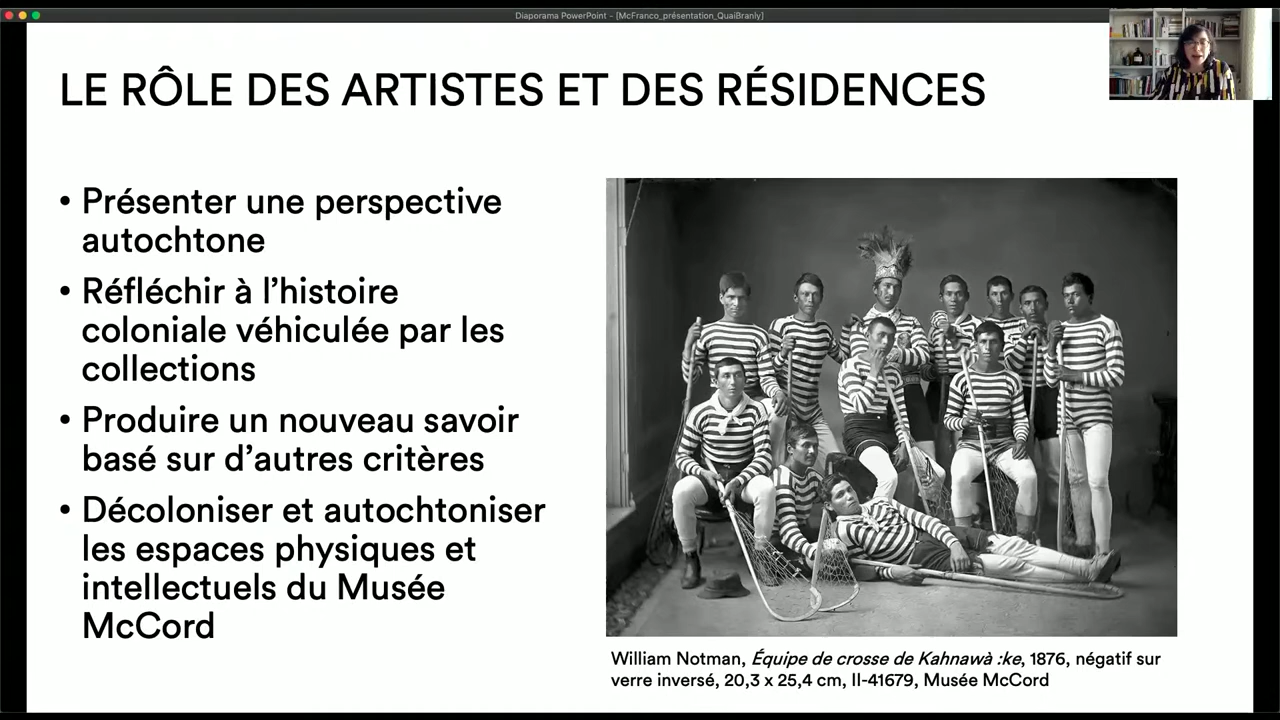 Diaporama PowerPoint - [McFranco_présentation_QuaiBranly]
LE RÔLE DES ARTISTES ET DES RÉSIDENCES
• Présenter une perspective
autochtone
• Réfléchir à l'histoire
coloniale véhiculée par les
collections
• Produire un nouveau savoir
basé sur d'autres critères
• Décoloniser et autochtoniser
les espaces physiques et
intellectuels du Musée
McCord
William Notman, Équipe de crosse de Kahnawà :ke, 1876, négatif sur
verre inversé, 20,3 x 25,4 cm, II-41679, Musée McCord